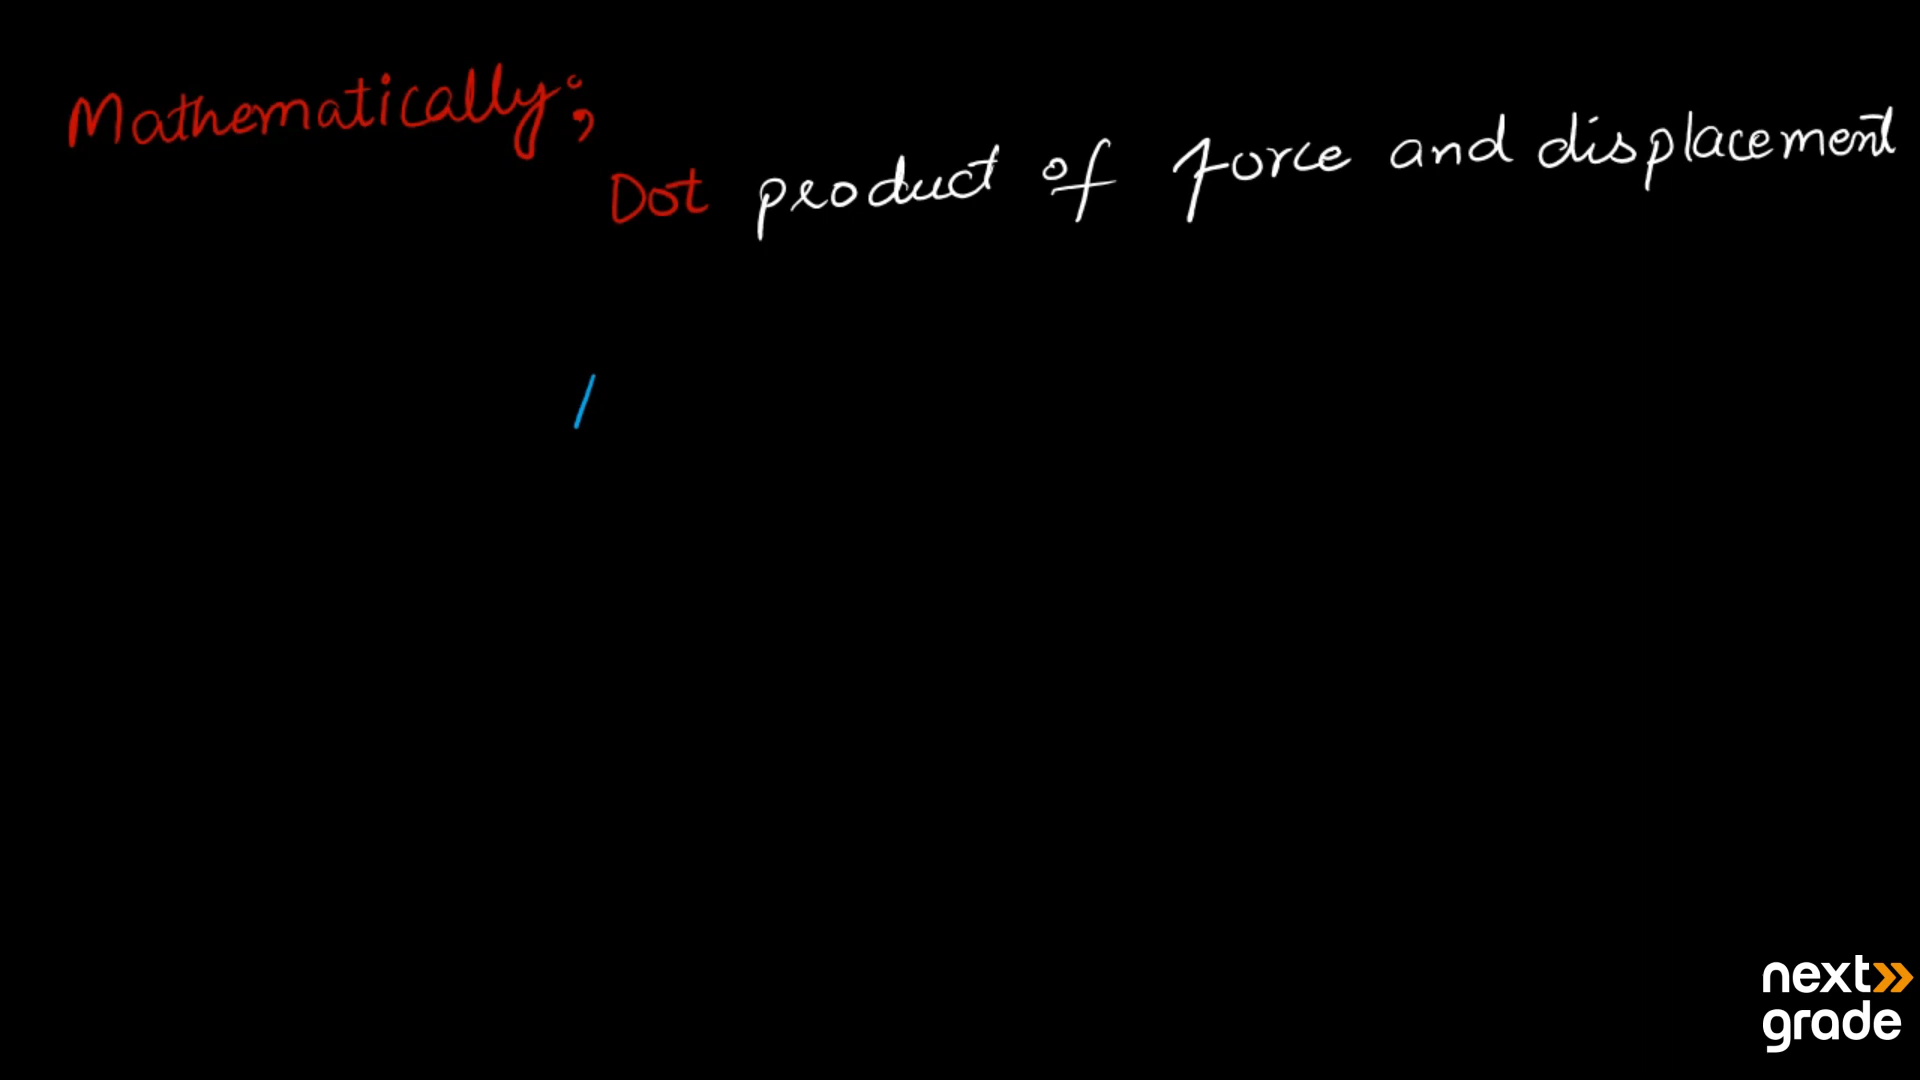 Mathematically:,
Dot product of force and displacement
next
grade